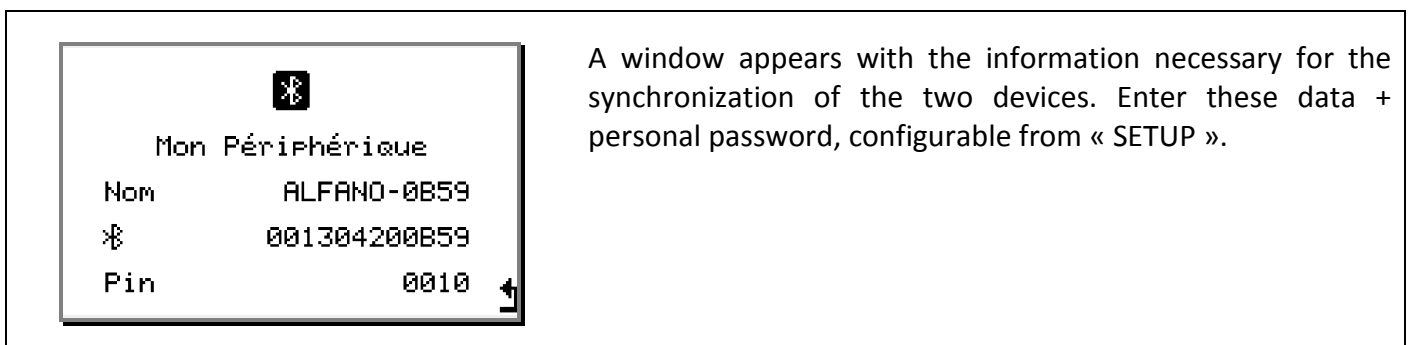 Mon Périphérique
Nom ALFANO-0B59
001304200B59
Pin 0010
A window appears with the information necessary for the
synchronization of the two devices. Enter these data +
personal password, configurable from « SETUP ».